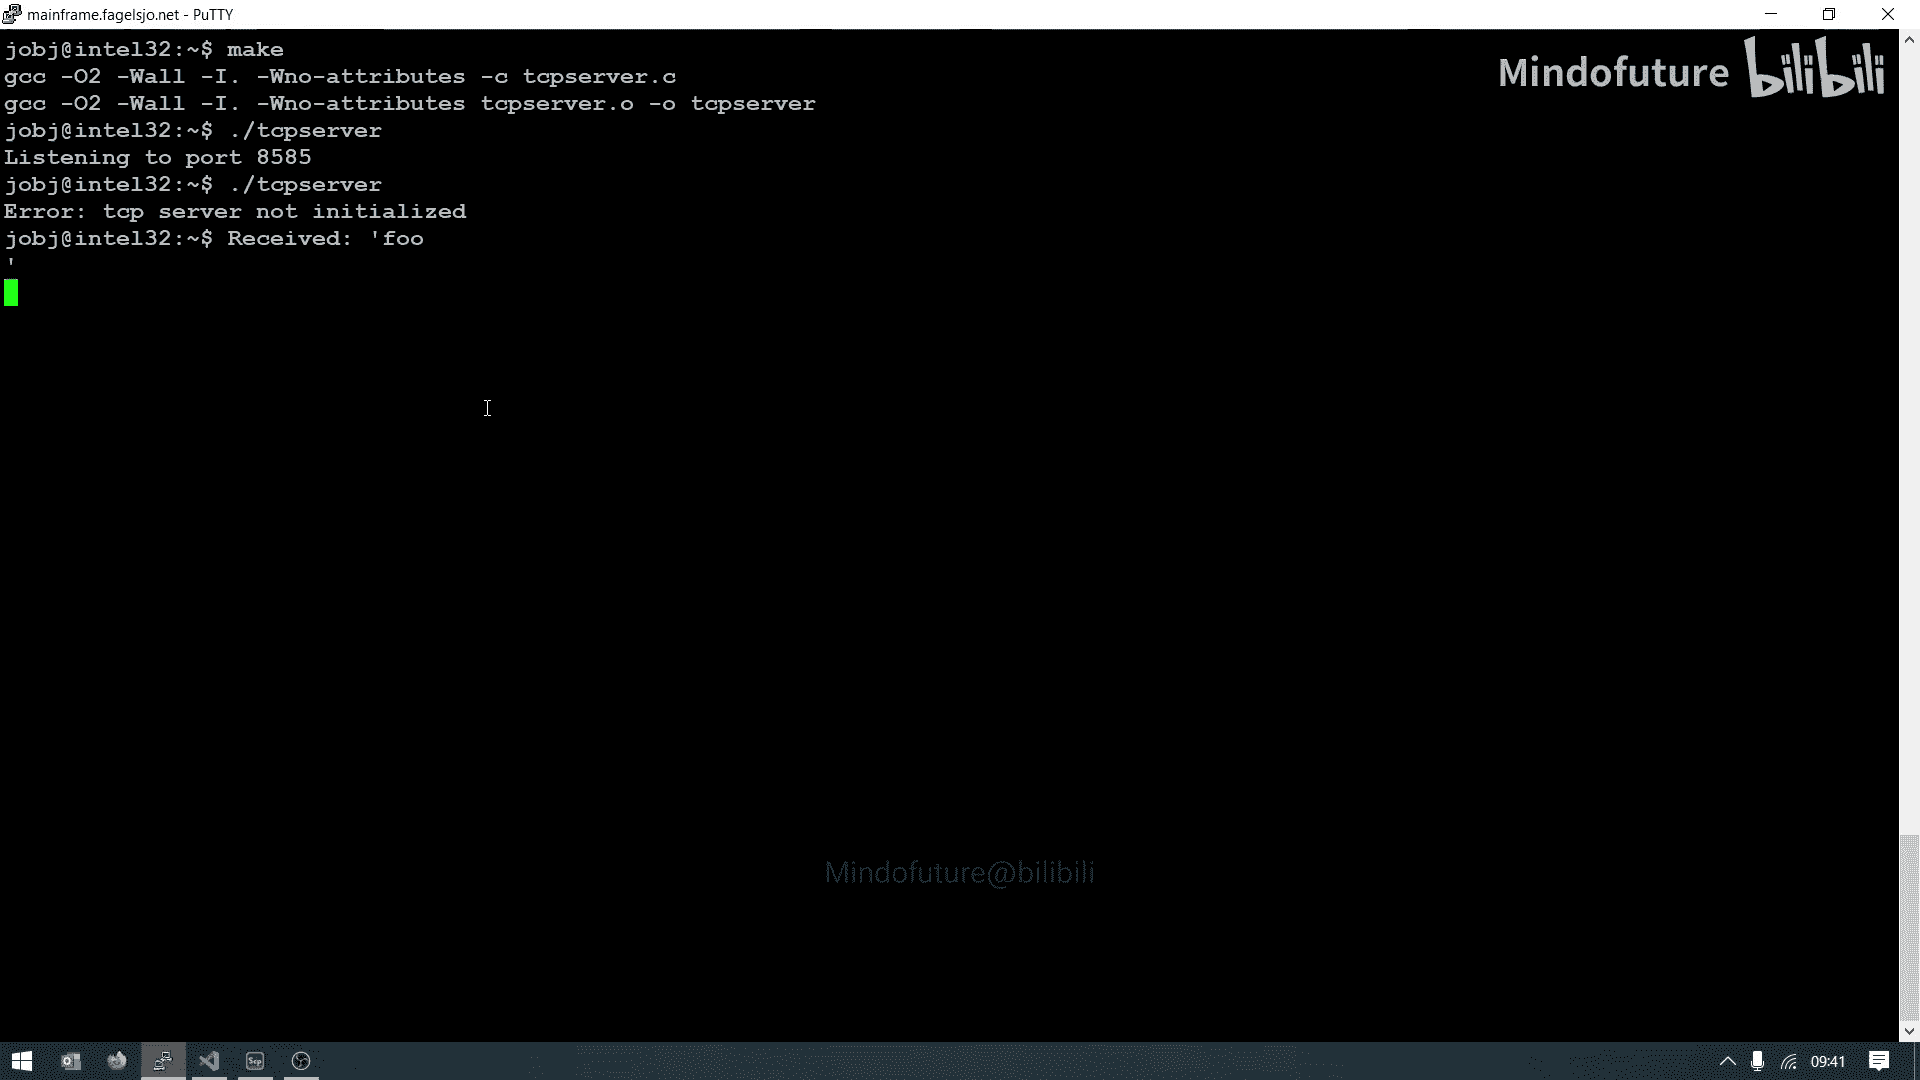 mainframe.fagelsjo.net - PuTTY
jobj@intel32:~$ make
gcc -O2 -Wall -I. -Wno-attributes -c tcpserver.c
gcc -O2 -Wall -I. -Wno-attributes tcpserver.o -o tcpserver
jobj@intel32:~$ ./tcpserver
Listening to port 8585
jobj@intel32:~$ ./tcpserver
Error: tcp server not initialized
jobj@intel32:~$ Received: 'foo
'
Mindofuture bilibili
Mindofuture@bilibili
Scp
09:41